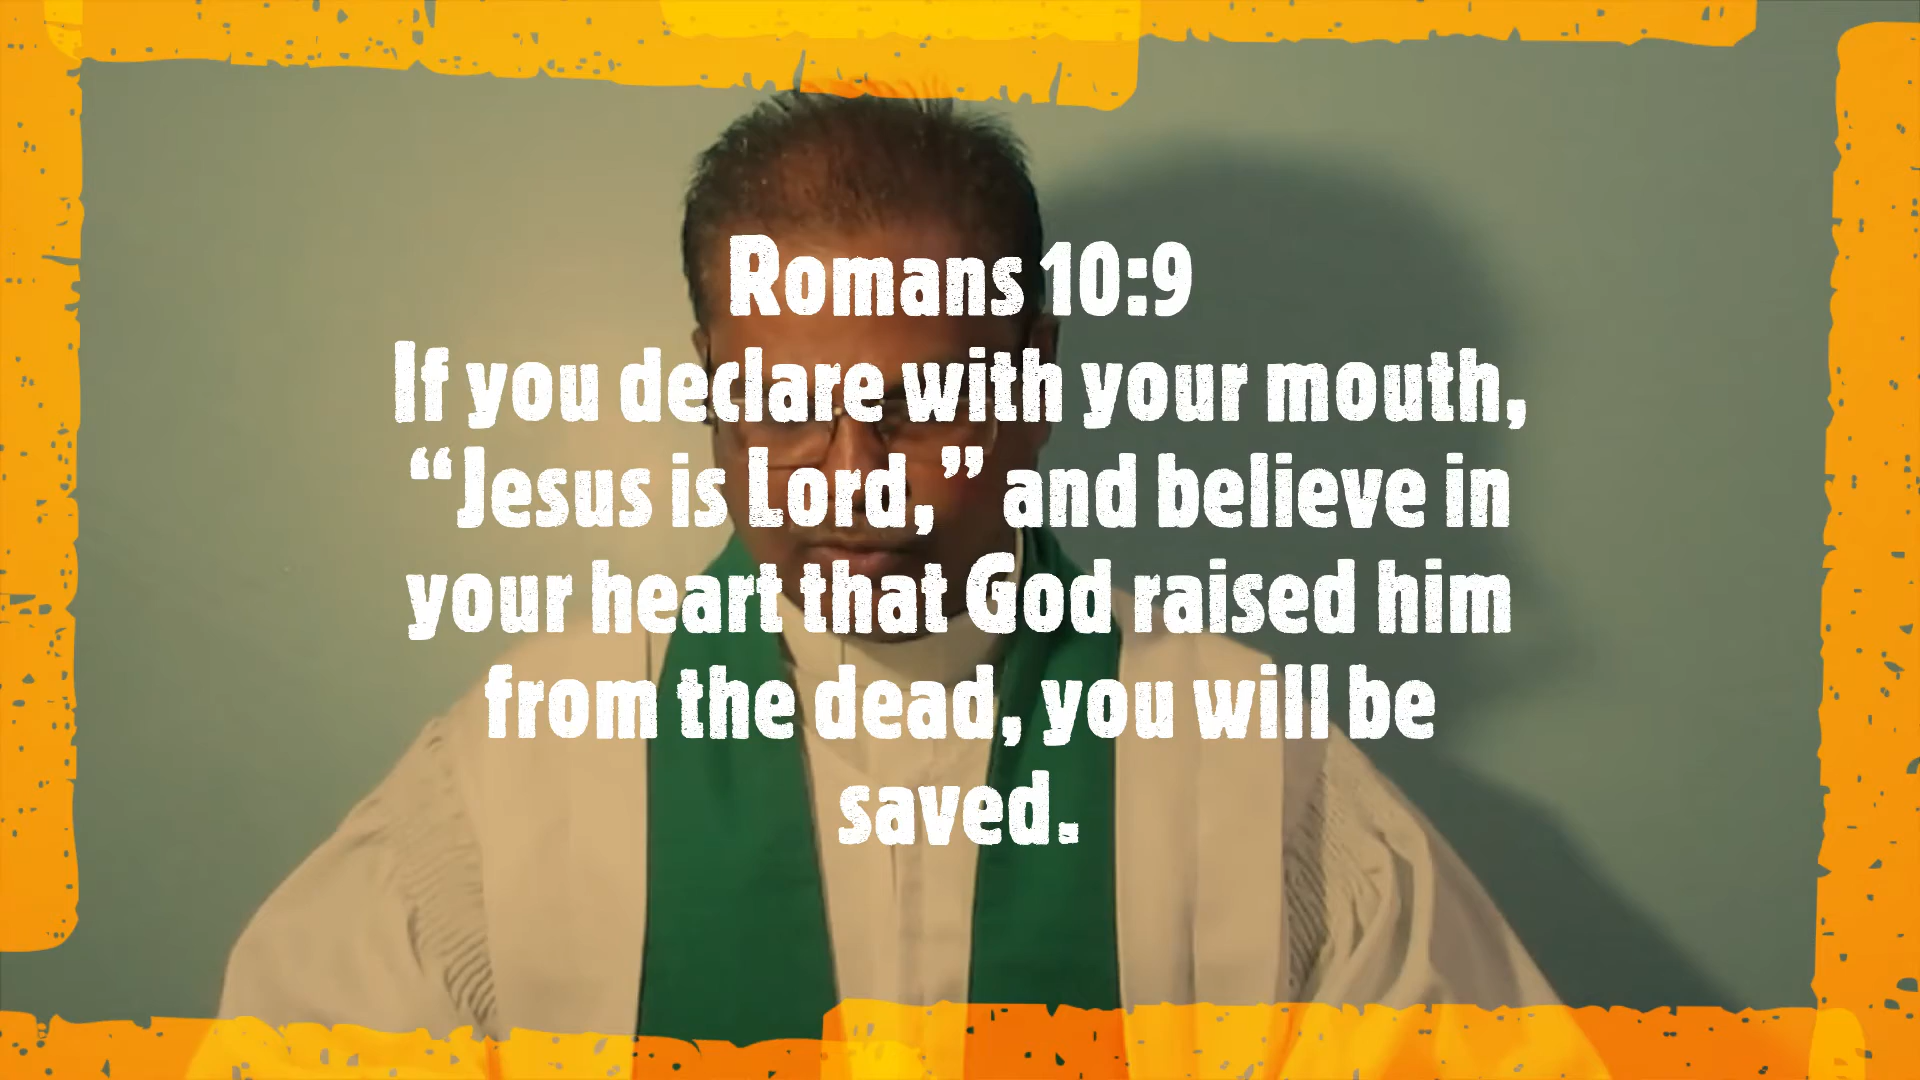 Romans 10:9
If you declare with your mouth,
“Jesus is Lord,” and believe in
your heart that God raised him
from the dead, you will be
saved.